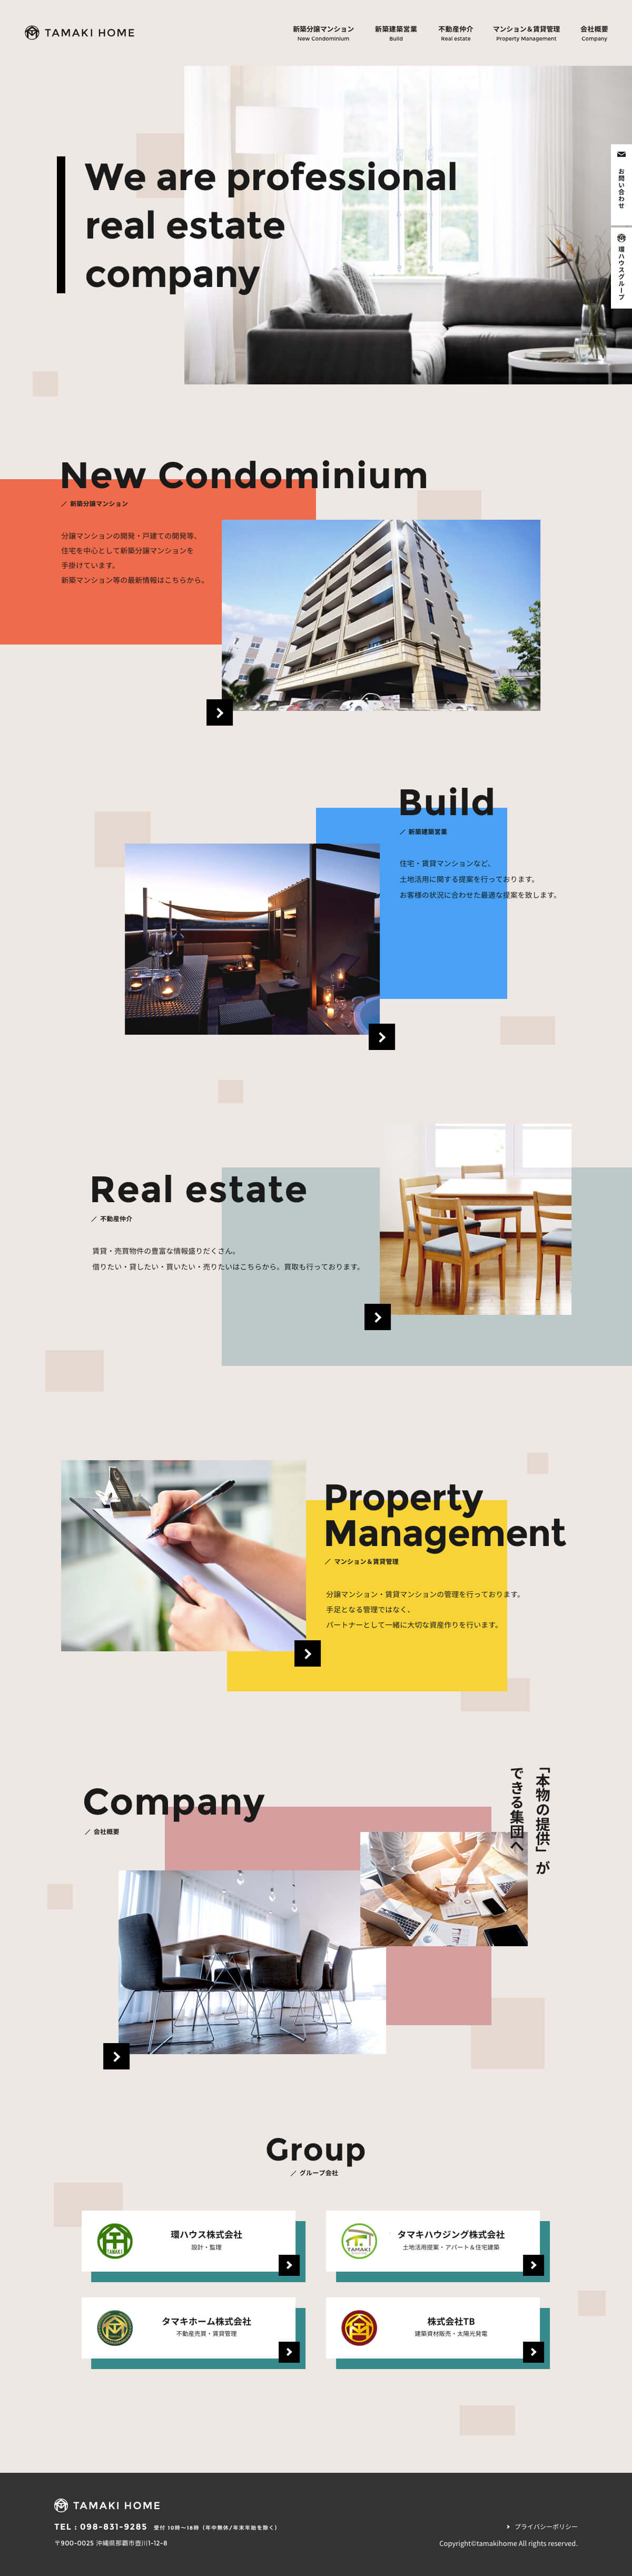 TAMAKI HOME
新築分譲マンション
New Condominium
新築建築営業
Build
不動産仲介
Real estate
マンション&賃貸管理
Property Management
会社概要
Company
お問い合わせ
環ハウスグループ
We are professional
real estate
company
New Condominium
／ 新築分譲マンション
分譲マンションの開発・戸建ての開発等、
住宅を中心として新築分譲マンションを
手掛けています。
新築マンション等の最新情報はこちらから。
Build
／ 新築建築営業
住宅・賃貸マンションなど、
土地活用に関する提案を行っております。
お客様の状況に合わせた最適な提案を致します。
Real estate
／ 不動産仲介
賃貸・売買物件の豊富な情報盛りだくさん。
借りたい・貸したい・買いたい・売りたいはこちらから。買取も行っております。
Property
Management
／ マンション&賃貸管理
分譲マンション・賃貸マンションの管理を行っております。
手足となる管理ではなく、
パートナーとして一緒に大切な資産作りを行います。
「本物の提供」が
できる集団へ
Company
／ 会社概要
Group
／ グループ会社
TAMAKI
環ハウス株式会社
設計・監理
TAMAKI
タマキハウジング株式会社
土地活用提案・アパート&住宅建築
タマキホーム株式会社
不動産売買・賃貸管理
株式会社TB
建築資材販売・太陽光発電
TAMAKI HOME
TEL : 098-831-9285 受付 10時〜18時（年中無休/年末年始を除く）
〒900-0025 沖縄県那覇市壺川1-12-8
プライバシーポリシー
Copyright©tamakihome All rights reserved.